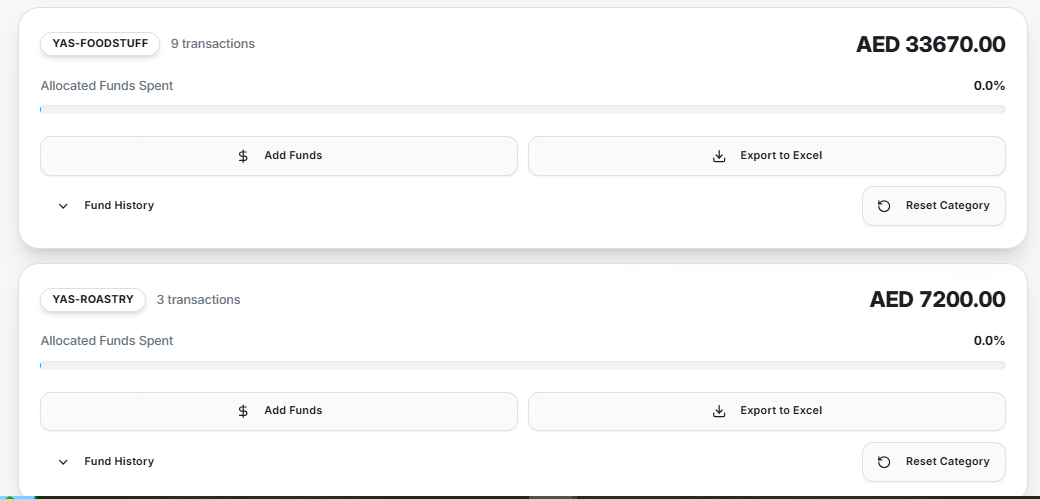 YAS-FOODSTUFF 9 transactions AED 33670.00
Allocated Funds Spent 0.0%
Add Funds Export to Excel
Fund History Reset Category
YAS-ROASTRY 3 transactions AED 7200.00
Allocated Funds Spent 0.0%
Add Funds Export to Excel
Fund History Reset Category